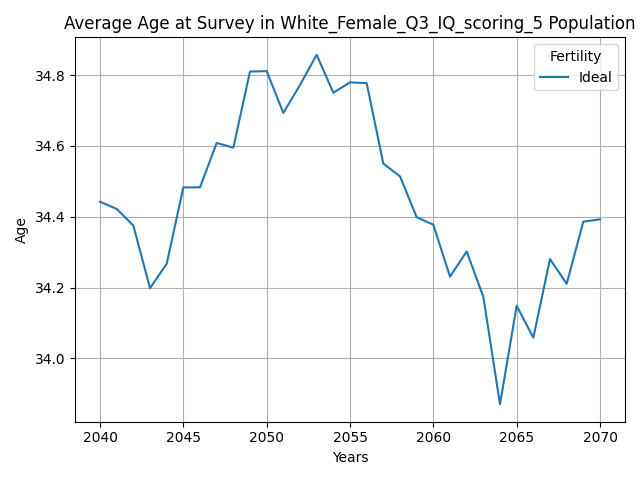 Average Age at Survey in White_Female_Q3_IQ_scoring_5 Population
Fertility
Ideal
Age
34.8
34.6
34.4
34.2
34.0
2040 2045 2050 2055 2060 2065 2070
Years